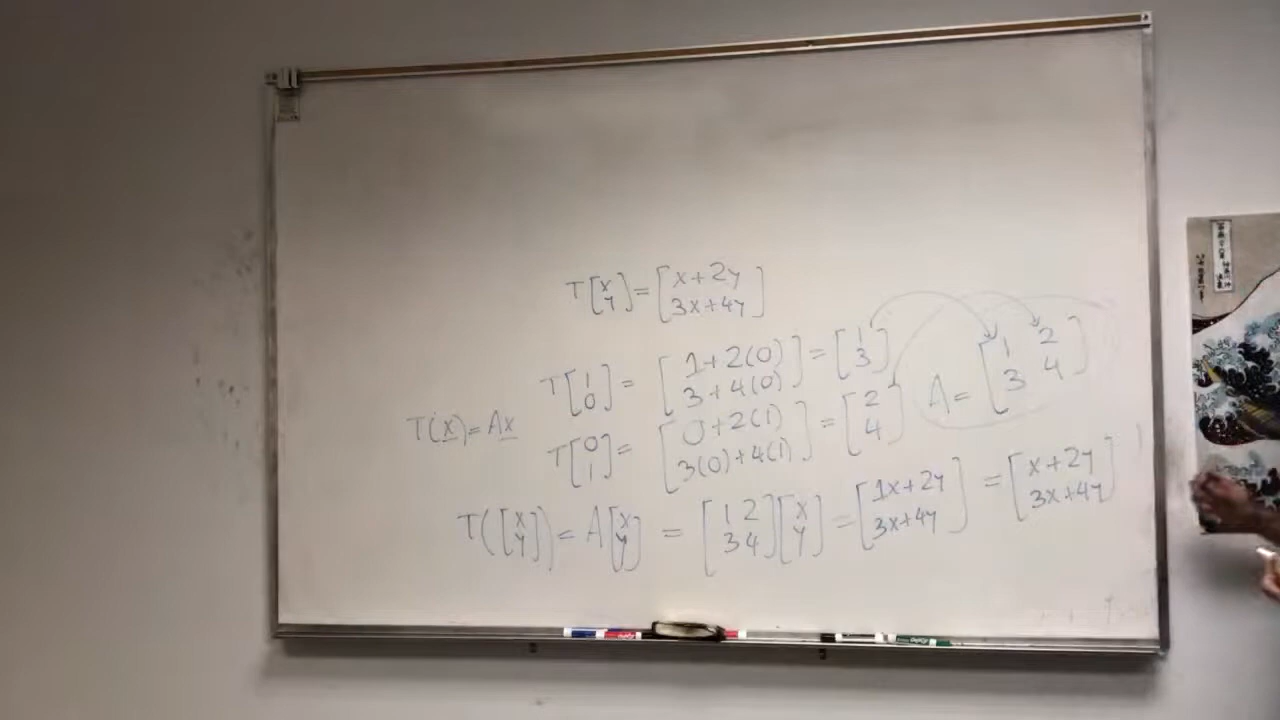 T[x y] = [x+2y 3x+4y]
T[1 0] = [1+2(0) 3+4(0)] = [1 3]
A = [1 2 3 4]
T(x) = Ax
T[0 1] = [0+2(1) 3(0)+4(1)] = [2 4]
T([x y]) = A[x y] = [1 2 3 4][x y] = [1x+2y 3x+4y] = [x+2y 3x+4y]